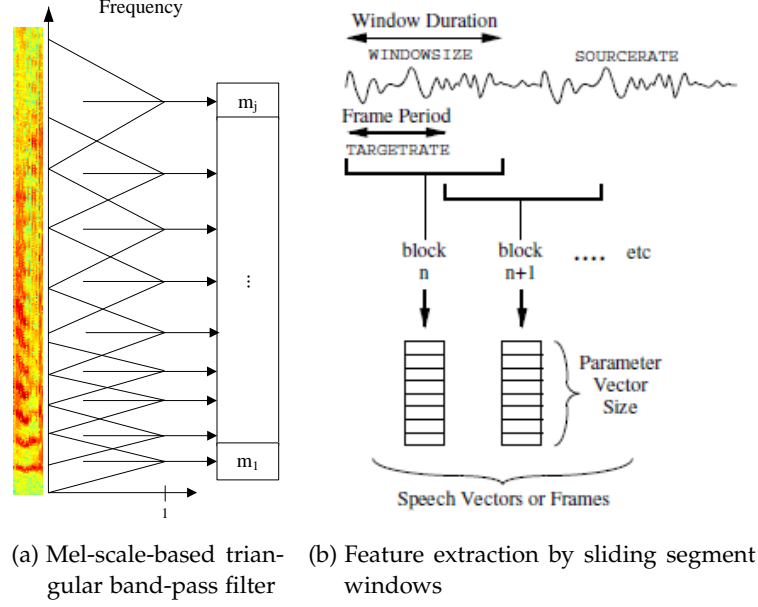 Frequency
m_j
⋮
m_1
1
Window Duration
WINDOWSIZE
SOURCERATE
Frame Period
TARGETRATE
block
n
block
n+1
.... etc
Parameter
Vector
Size
Speech Vectors or Frames
(a) Mel-scale-based trian-
gular band-pass filter
(b) Feature extraction by sliding segment
windows